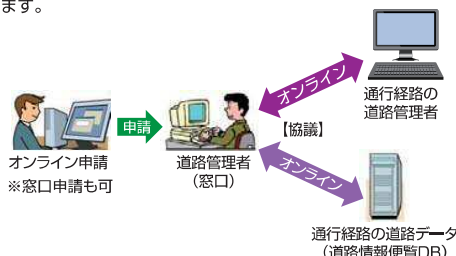 ます。
オンライン
通行経路の
道路管理者
申請
【協議】
オンライン申請
※窓口申請も可
道路管理者
（窓口）
オンライン
通行経路の道路データ
（道路情報便覧DB）